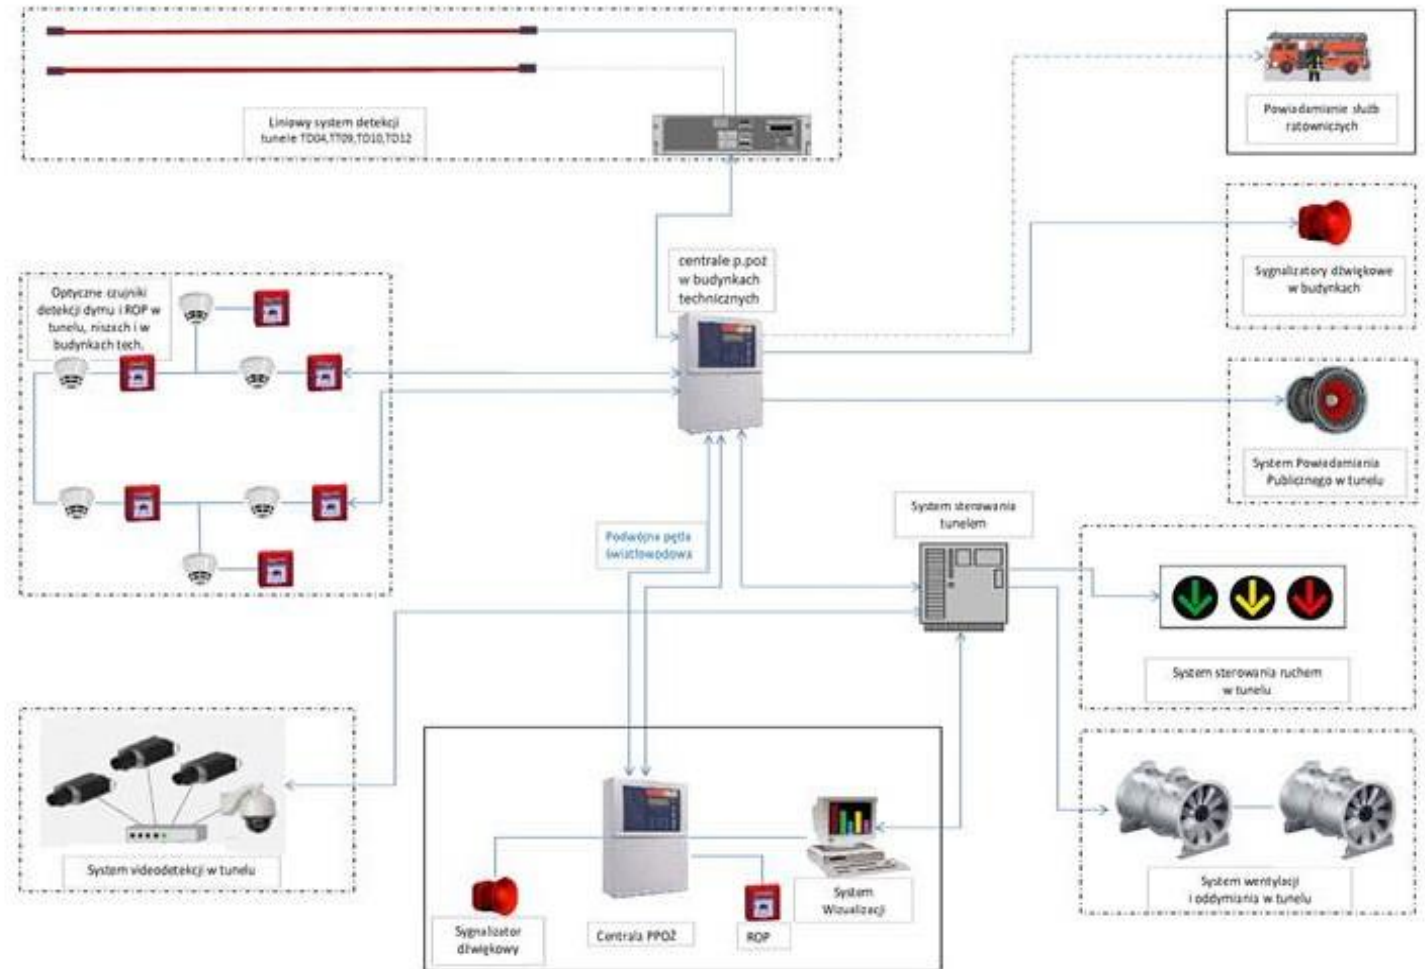 Liniowy system detekcji
tunele TD04,TT09,TD10,TD12
Powiadamianie służb
ratowniczych
centrale p.poż
w budynkach
technicznych
Sygnalizatory dźwiękowe
w budynkach
Optyczne czujniki
detekcji dymu i ROP w
tunelu, niszach i w
budynkach tech.
System Powiadamiania
Publicznego w tunelu
System sterowania
tunelem
Podwójna pętla
światłowodowa
System sterowania ruchem
w tunelu
System videodetekcji w tunelu
System wentylacji
i oddymiania w tunelu
System
Wizualizacji
Sygnalizator
dźwiękowy
Centrala PPOŻ
ROP